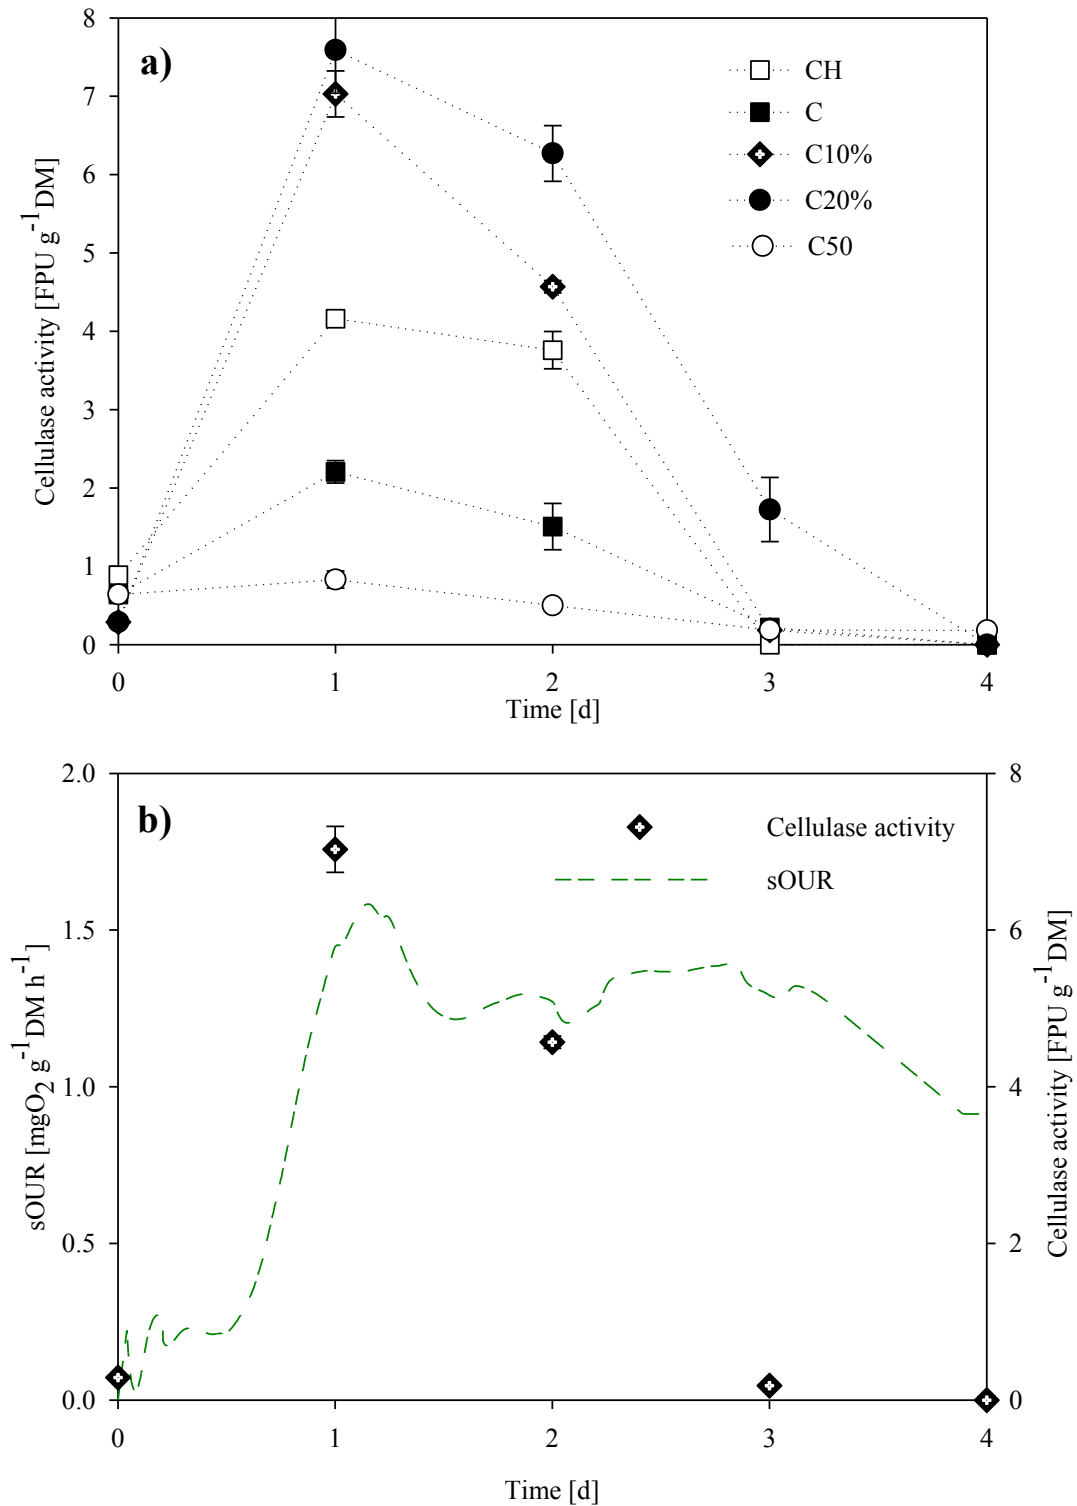 a)
8
7
6
5
4
3
2
1
0
Cellulase activity [FPU g-1DM]
CH
C
C10%
C20%
C50
0 1 2 3 4
Time [d]
b)
2.0
1.5
1.0
0.5
0.0
sOUR [mgO2 g-1DM h-1]
Cellulase activity
sOUR
8
6
4
2
0
Cellulase activity [FPU g-1DM]
0 1 2 3 4
Time [d]